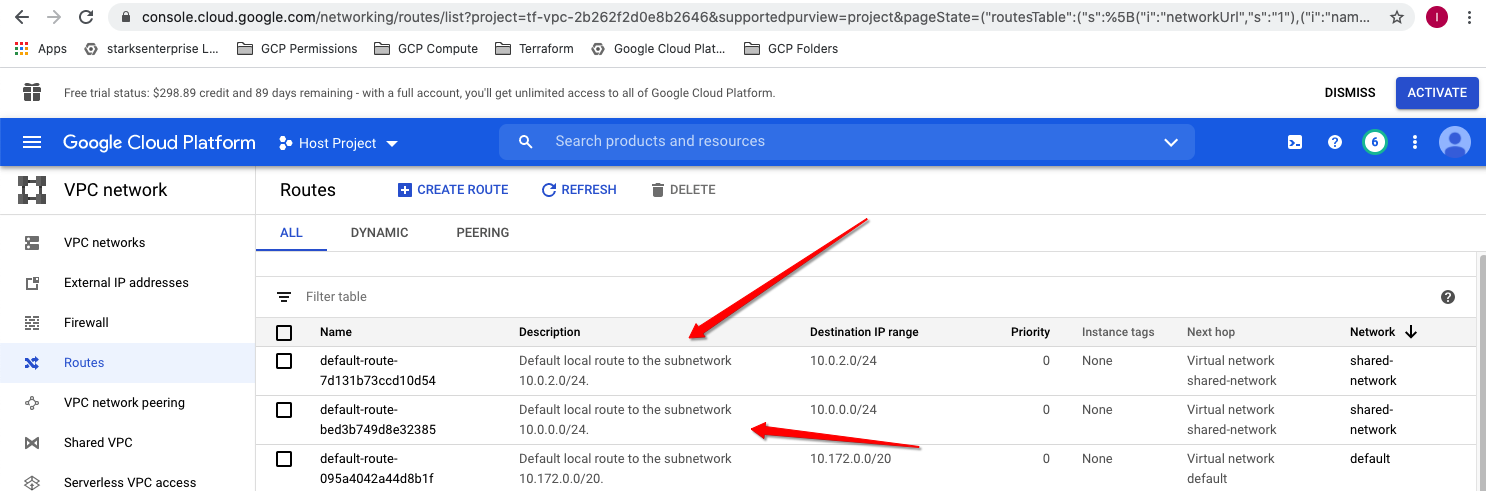 console.cloud.google.com/networking/routes/list?project=tf-vpc-2b262f2d0e8b2646&supportedpurview=project&pageState=("routesTable":("s":%5B("i":"networkUrl","s":"1"),("i":"nam... I
Apps starksenterprise L... GCP Permissions GCP Compute Terraform Google Cloud Plat... GCP Folders
Free trial status: $298.89 credit and 89 days remaining - with a full account, you'll get unlimited access to all of Google Cloud Platform. DISMISS ACTIVATE
Google Cloud Platform Host Project Search products and resources ? 6
VPC network
Routes CREATE ROUTE REFRESH DELETE
VPC networks
External IP addresses
Firewall
Routes
VPC network peering
Shared VPC
Serverless VPC access
ALL DYNAMIC PEERING
Filter table ?
Name Description Destination IP range Priority Instance tags Next hop Network
default-route- Default local route to the subnetwork 10.0.2.0/24 0 None Virtual network shared-
7d131b73ccd10d54 10.0.2.0/24. shared-network network
default-route- Default local route to the subnetwork 10.0.0.0/24 0 None Virtual network shared-
bed3b749d8e32385 10.0.0.0/24. shared-network network
default-route- Default local route to the subnetwork 10.172.0.0/20 0 None Virtual network default
095a4042a44d8b1f 10.172.0.0/20. default